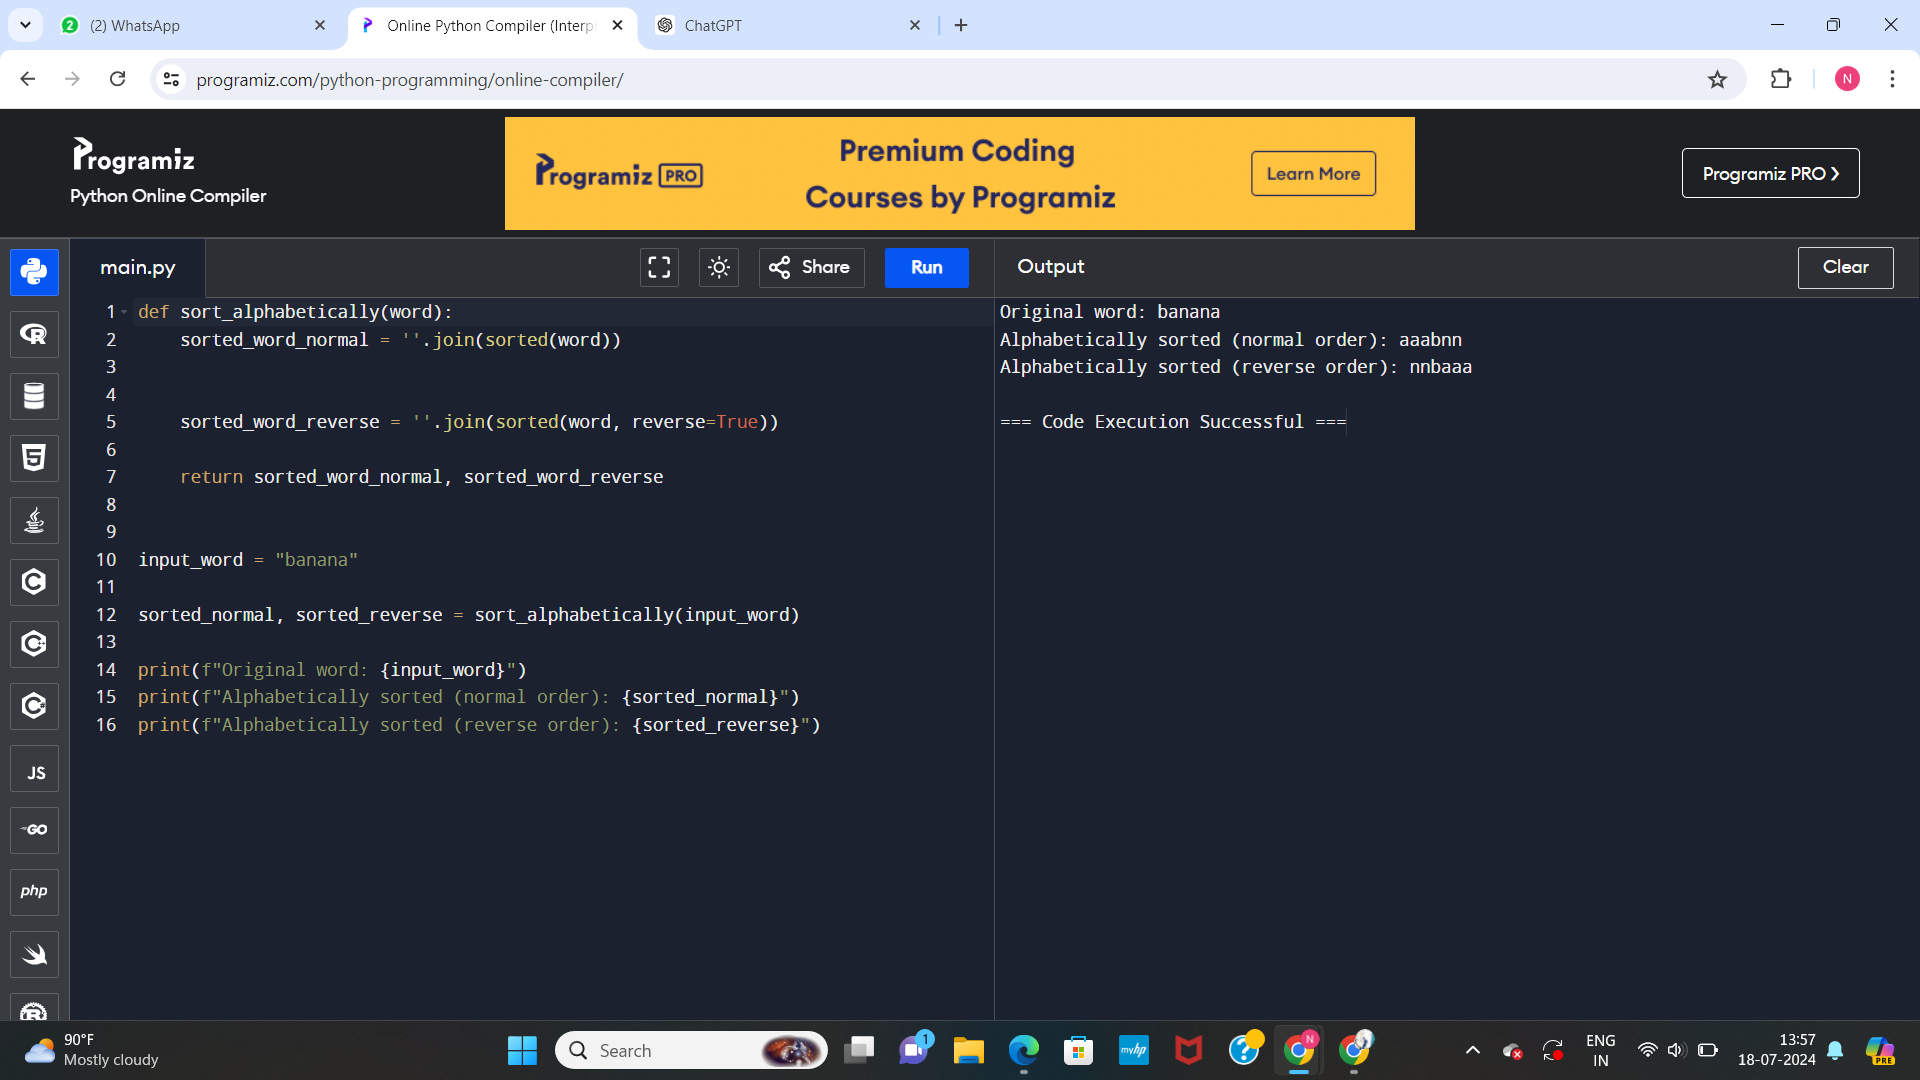 (2) WhatsApp
Online Python Compiler (Interp
ChatGPT
programiz.com/python-programming/online-compiler/
N
Programiz
Python Online Compiler
Programiz PRO
Premium Coding
Courses by Programiz
Learn More
Programiz PRO ❯
main.py
Share
Run
Output
Clear
1 def sort_alphabetically(word):
2     sorted_word_normal = ''.join(sorted(word))
3
4
5     sorted_word_reverse = ''.join(sorted(word, reverse=True))
6
7     return sorted_word_normal, sorted_word_reverse
8
9
10 input_word = "banana"
11
12 sorted_normal, sorted_reverse = sort_alphabetically(input_word)
13
14 print(f"Original word: {input_word}")
15 print(f"Alphabetically sorted (normal order): {sorted_normal}")
16 print(f"Alphabetically sorted (reverse order): {sorted_reverse}")
Original word: banana
Alphabetically sorted (normal order): aaabnn
Alphabetically sorted (reverse order): nnbaaa
=== Code Execution Successful ===
R
5
C
C
C
JS
GO
php
R
90°F
Mostly cloudy
Search
1
myhp
N
ENG
IN
13:57
18-07-2024
PRE